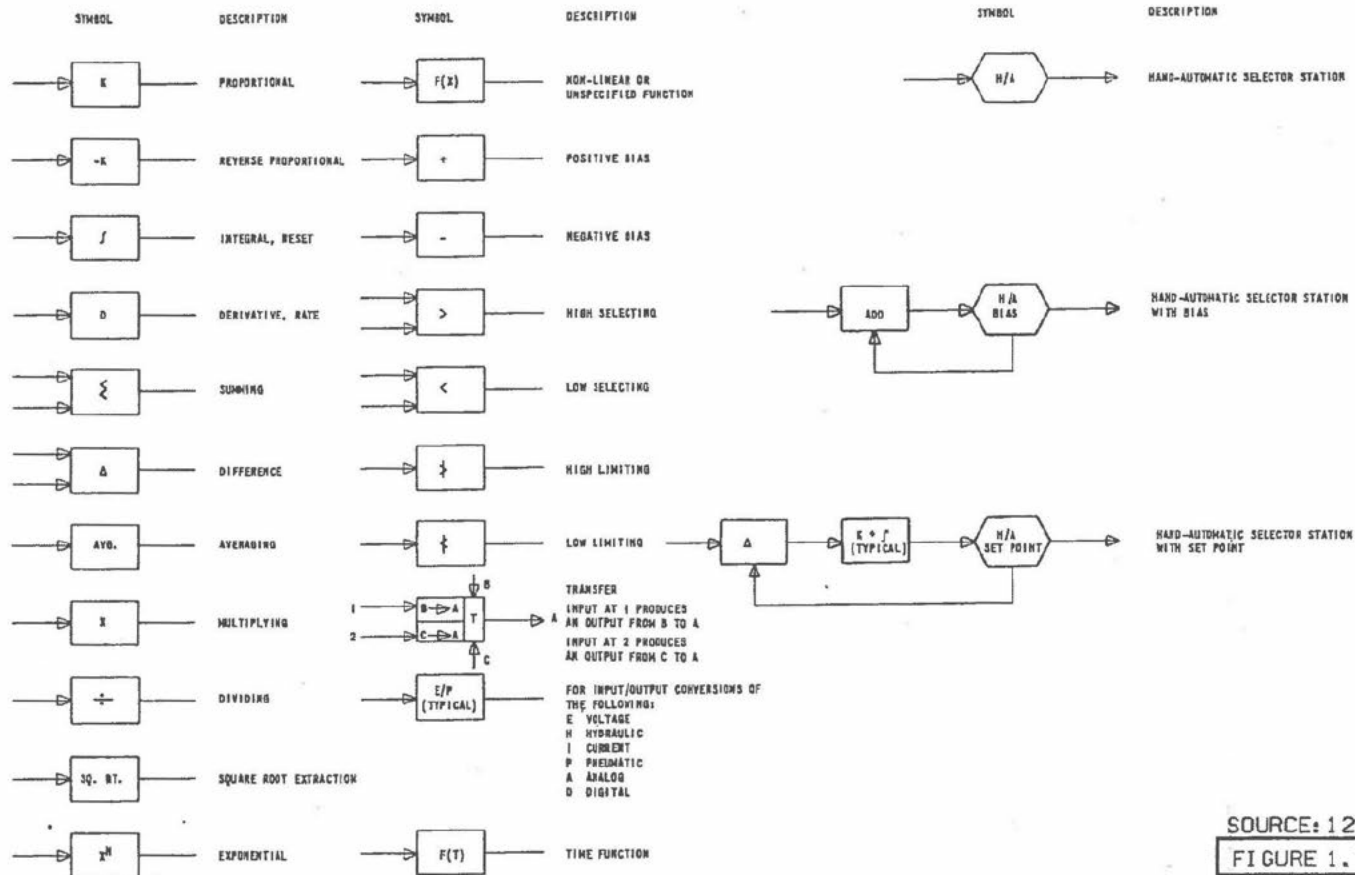 SYMBOL DESCRIPTION SYMBOL DESCRIPTION SYMBOL DESCRIPTION
K PROPORTIONAL
-K REVERSE PROPORTIONAL
∫ INTEGRAL, RESET
D DERIVATIVE, RATE
Σ SUMMING
Δ DIFFERENCE
AVG. AVERAGING
X MULTIPLYING
÷ DIVIDING
SQ. RT. SQUARE ROOT EXTRACTION
X^N EXPONENTIAL
F(X) NON-LINEAR OR
UNSPECIFIED FUNCTION
+ POSITIVE BIAS
- NEGATIVE BIAS
> HIGH SELECTING
< LOW SELECTING
HIGH LIMITING
LOW LIMITING
B
1 B A T A
2 C A
C
TRANSFER
INPUT AT 1 PRODUCES
AN OUTPUT FROM B TO A
INPUT AT 2 PRODUCES
AN OUTPUT FROM C TO A
E/P
(TYPICAL)
FOR INPUT/OUTPUT CONVERSIONS OF
THE FOLLOWING:
E VOLTAGE
H HYDRAULIC
I CURRENT
P PNEUMATIC
A ANALOG
D DIGITAL
F(T) TIME FUNCTION
H/A HAND-AUTOMATIC SELECTOR STATION
ADD
H/A
BIAS
HAND-AUTOMATIC SELECTOR STATION
WITH BIAS
Δ
K + ∫
(TYPICAL)
H/A
SET POINT
HAND-AUTOMATIC SELECTOR STATION
WITH SET POINT
SOURCE: 12
FIGURE 1.